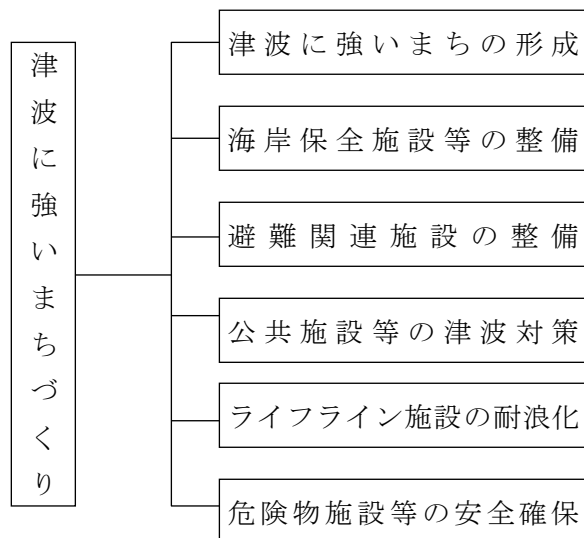 津波に強いまちづくり
津波に強いまちの形成
海岸保全施設等の整備
避難関連施設の整備
公共施設等の津波対策
ライフライン施設の耐浪化
危険物施設等の安全確保